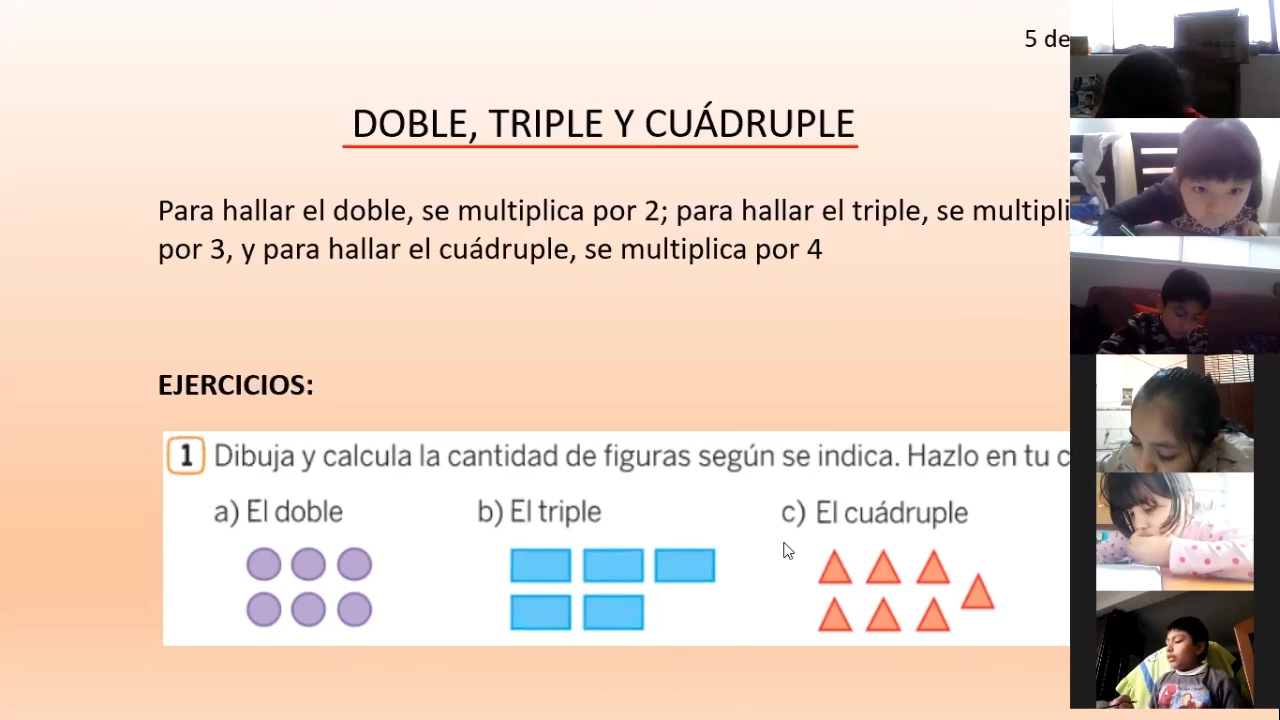 5 de
DOBLE, TRIPLE Y CUÁDRUPLE
Para hallar el doble, se multiplica por 2; para hallar el triple, se multipli
por 3, y para hallar el cuádruple, se multiplica por 4
EJERCICIOS:
1 Dibuja y calcula la cantidad de figuras según se indica. Hazlo en tu c
a) El doble b) El triple c) El cuádruple